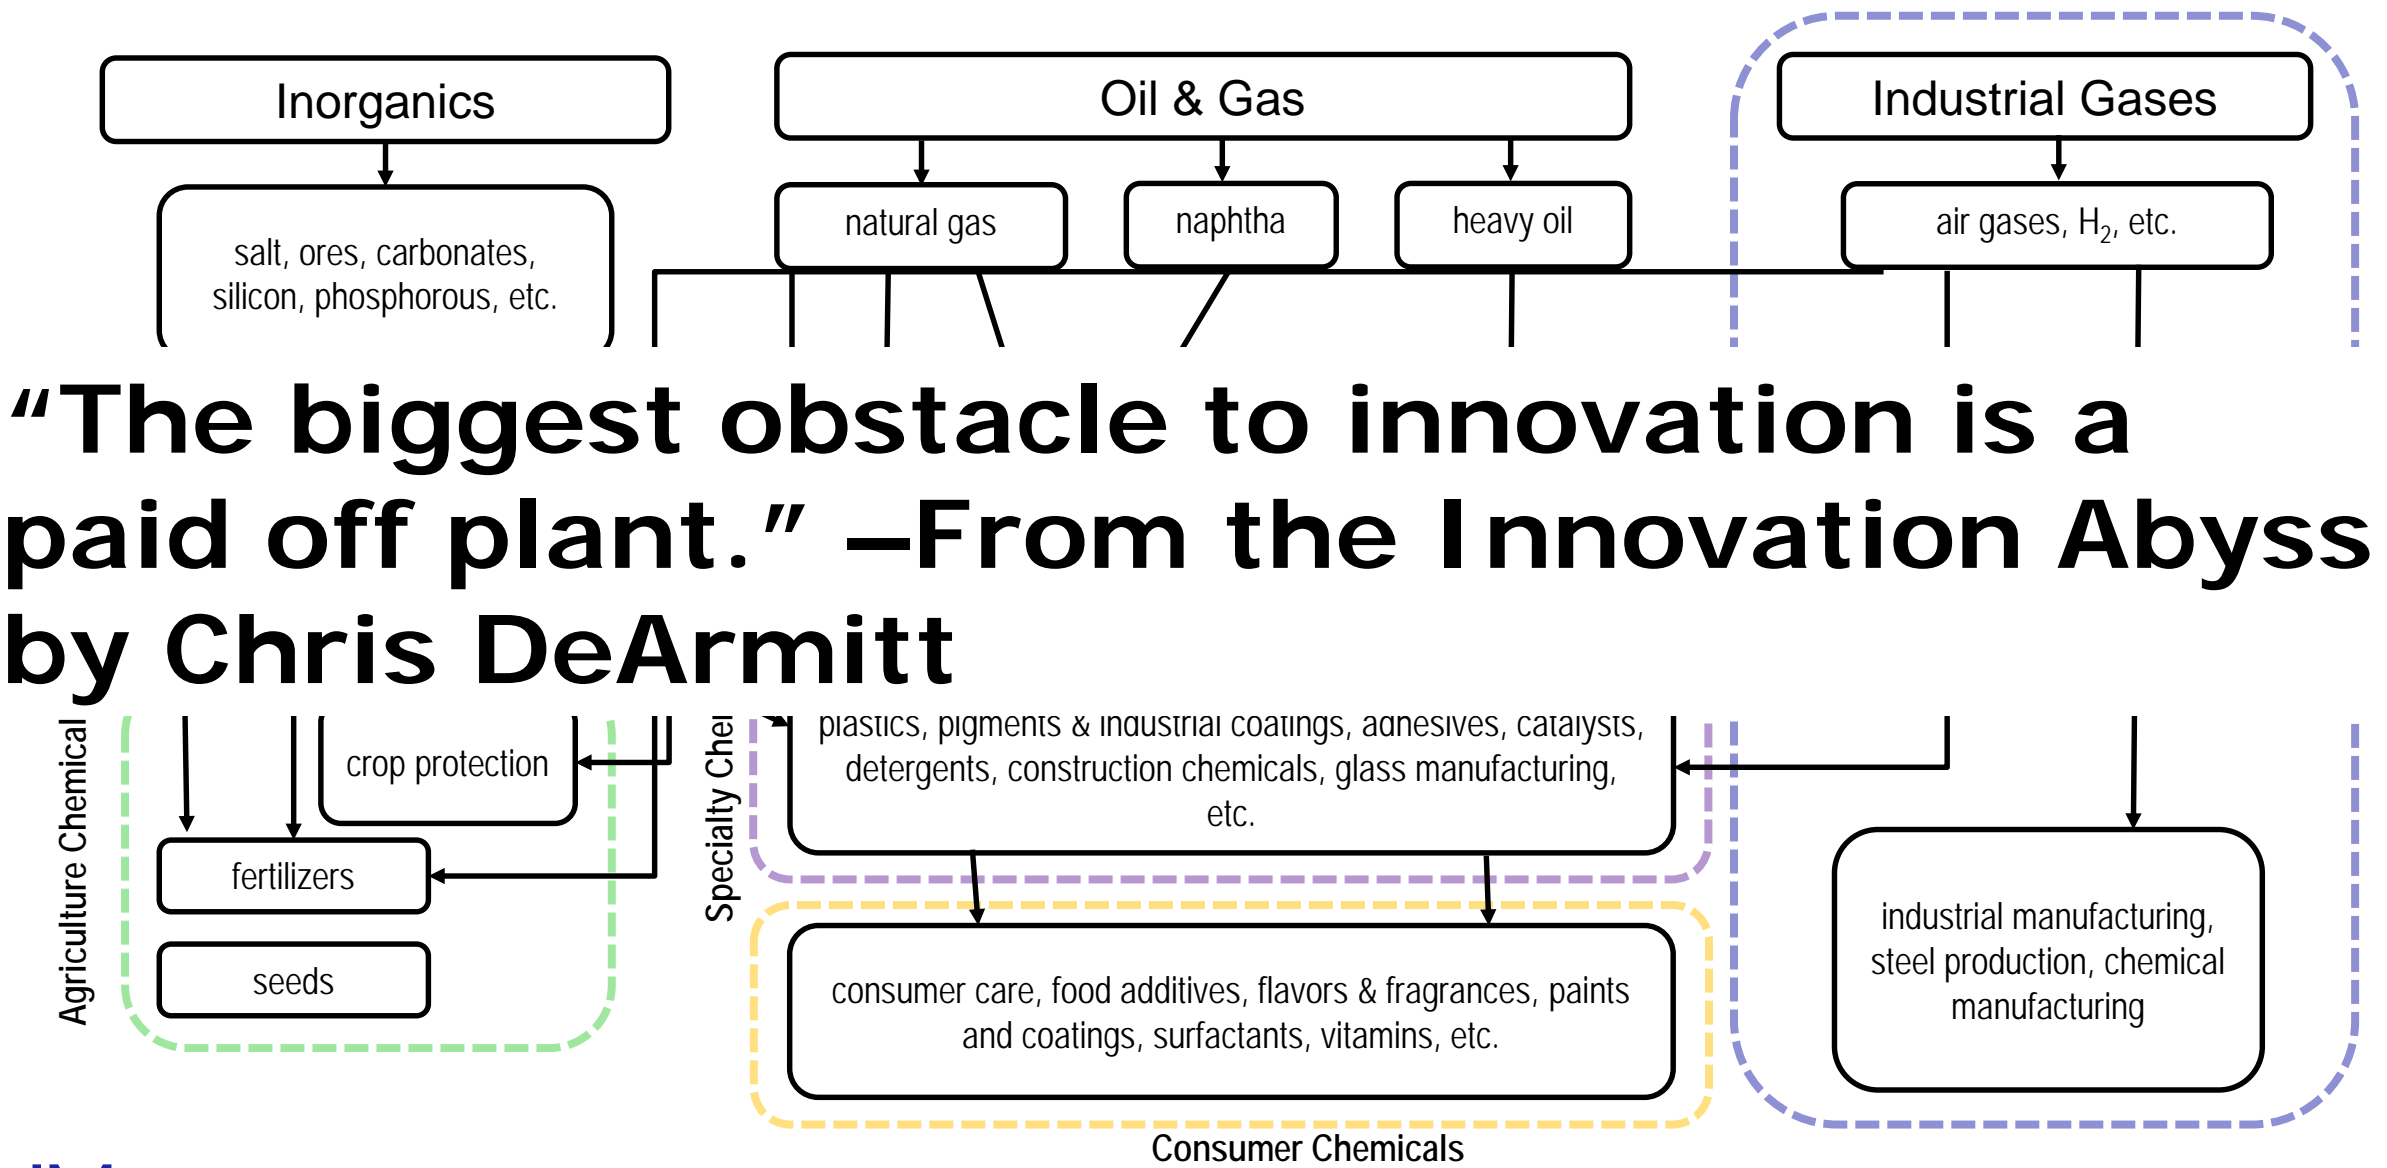 Inorganics
Oil & Gas
Industrial Gases
natural gas
naphtha
heavy oil
air gases, H₂, etc.
salt, ores, carbonates,
silicon, phosphorous, etc.
“The biggest obstacle to innovation is a
paid off plant.” –From the Innovation Abyss
by Chris DeArmitt
Agriculture Chemical
crop protection
fertilizers
seeds
Specialty
plastics, pigments & industrial coatings, adhesives, catalysts,
detergents, construction chemicals, glass manufacturing,
etc.
consumer care, food additives, flavors & fragrances, paints
and coatings, surfactants, vitamins, etc.
industrial manufacturing,
steel production, chemical
manufacturing
Consumer Chemicals